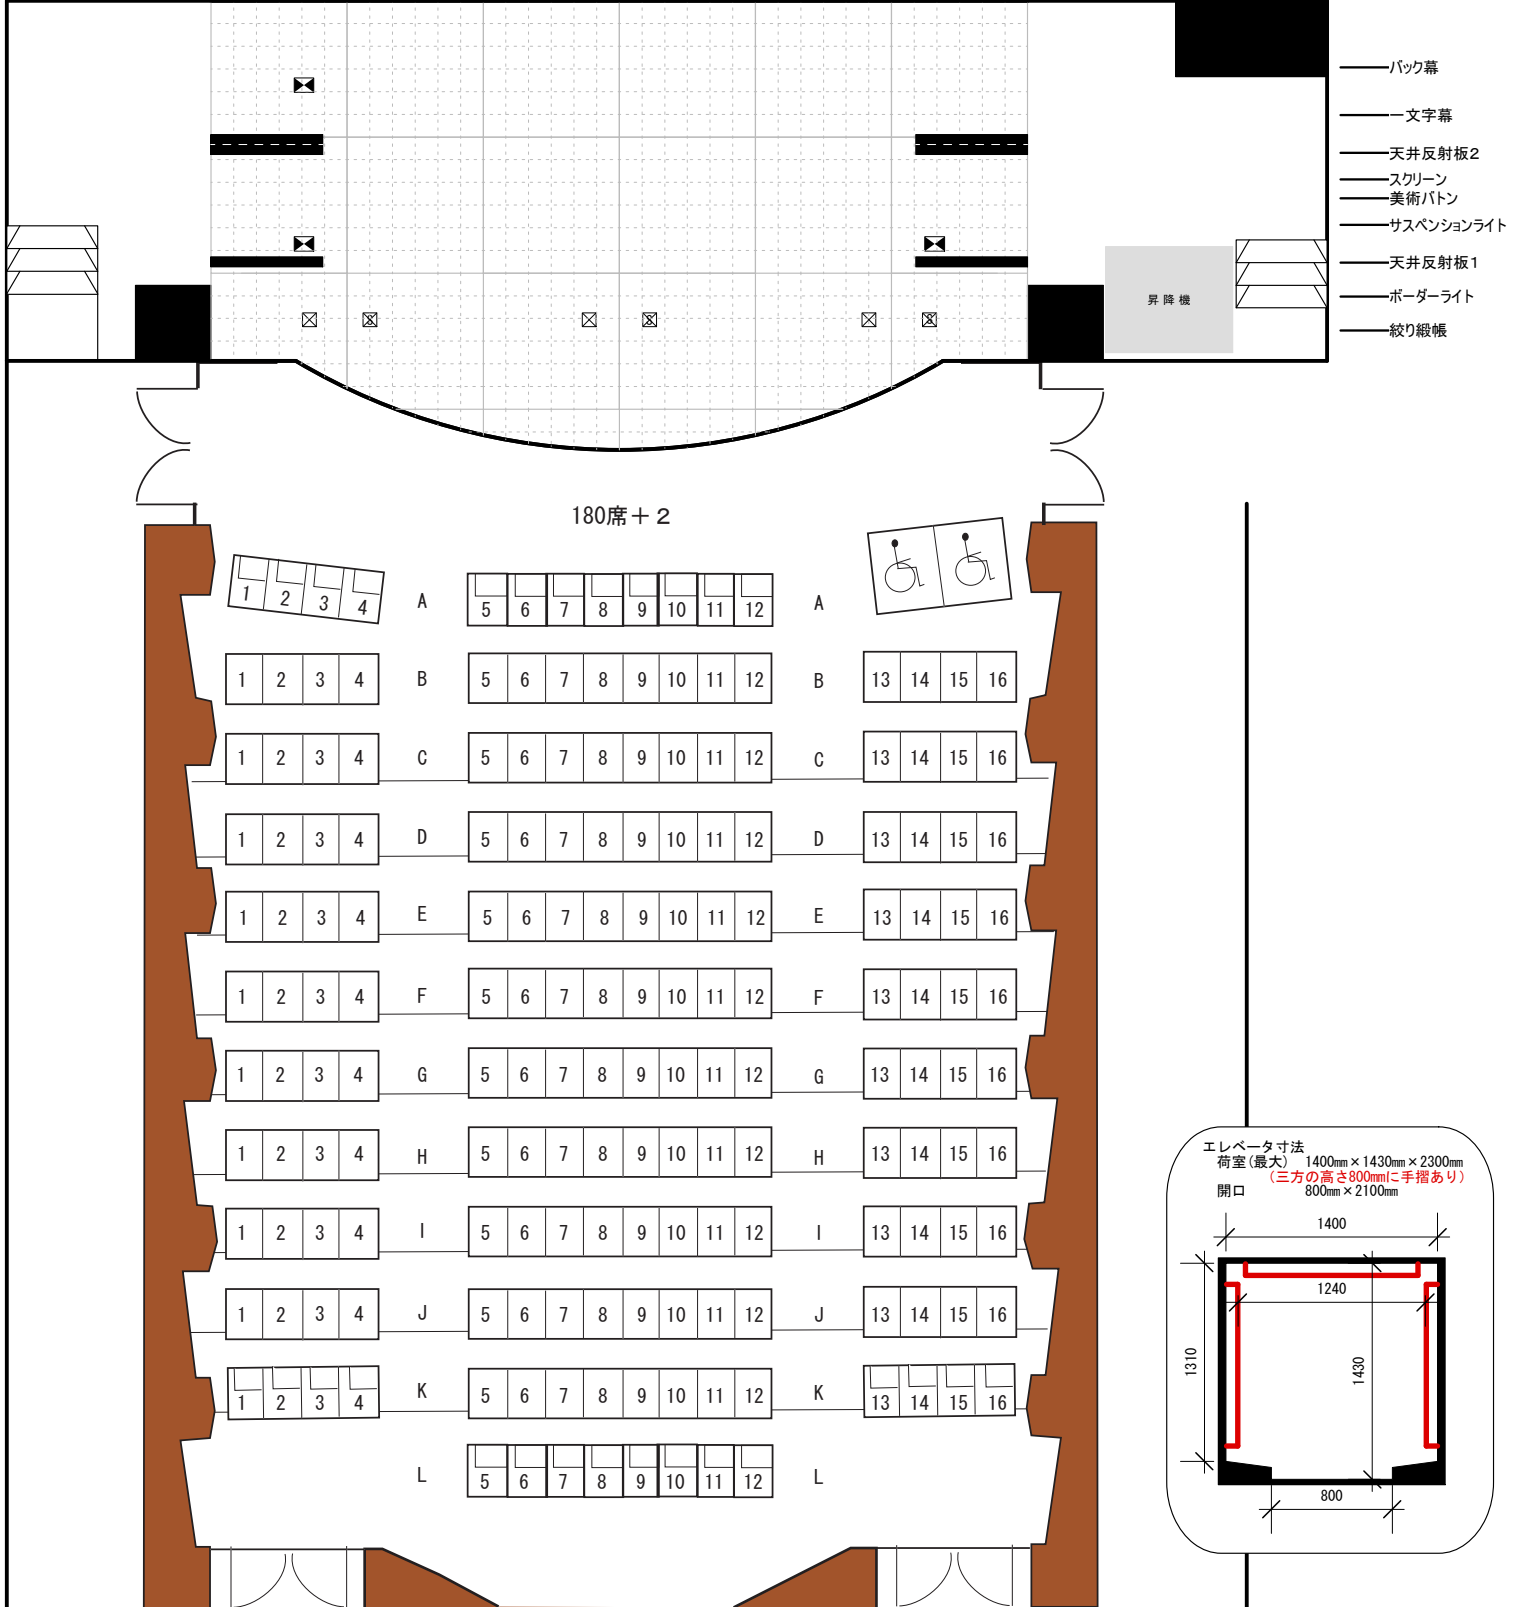 バック幕
一文字幕
天井反射板2
スクリーン
美術バトン
サスペンションライト
天井反射板1
ボーダーライト
絞り緞帳
昇降機
S S S
180席＋2
1 2 3 4 A 5 6 7 8 9 10 11 12 A
1 2 3 4 B 5 6 7 8 9 10 11 12 B 13 14 15 16
1 2 3 4 C 5 6 7 8 9 10 11 12 C 13 14 15 16
1 2 3 4 D 5 6 7 8 9 10 11 12 D 13 14 15 16
1 2 3 4 E 5 6 7 8 9 10 11 12 E 13 14 15 16
1 2 3 4 F 5 6 7 8 9 10 11 12 F 13 14 15 16
1 2 3 4 G 5 6 7 8 9 10 11 12 G 13 14 15 16
1 2 3 4 H 5 6 7 8 9 10 11 12 H 13 14 15 16
1 2 3 4 I 5 6 7 8 9 10 11 12 I 13 14 15 16
1 2 3 4 J 5 6 7 8 9 10 11 12 J 13 14 15 16
1 2 3 4 K 5 6 7 8 9 10 11 12 K 13 14 15 16
L 5 6 7 8 9 10 11 12 L
エレベータ寸法
荷室(最大) 1400㎜×1430㎜×2300㎜
(三方の高さ800㎜に手摺あり)
開口 800㎜×2100㎜
1400
1240
1310
1430
800